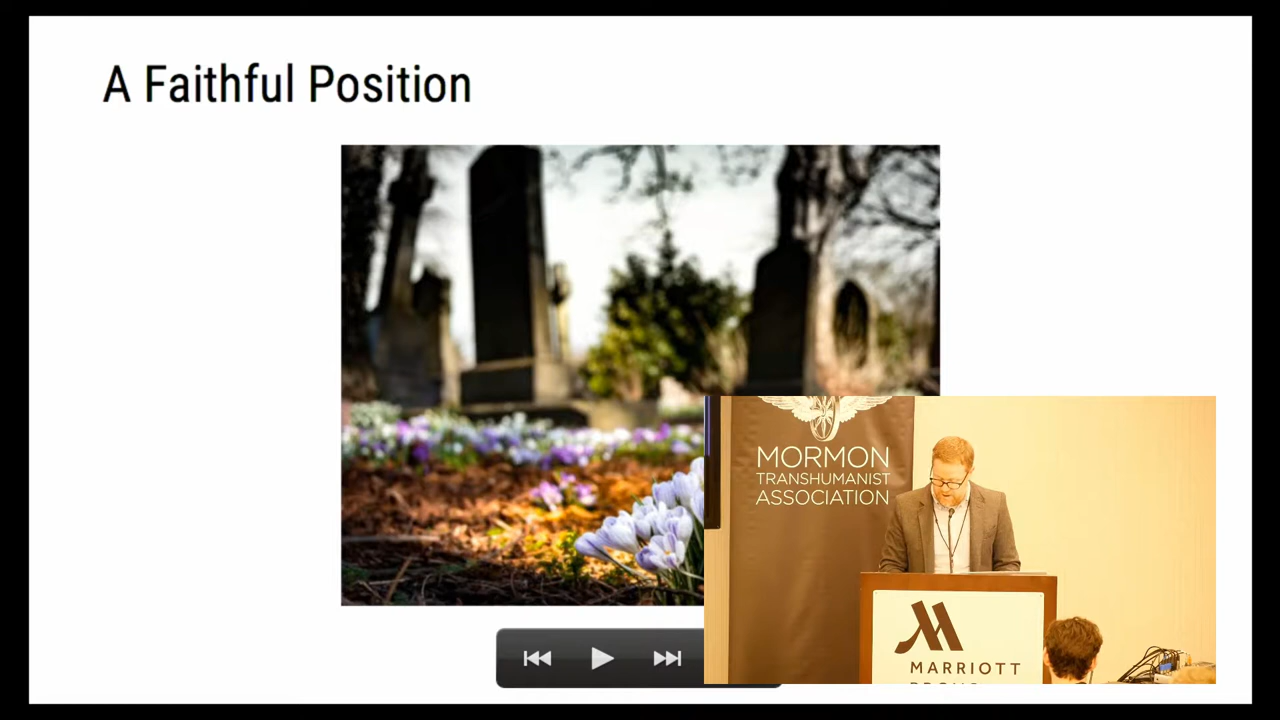 A Faithful Position
MORMON
TRANSHUMANIST
ASSOCIATION
MARRIOTT